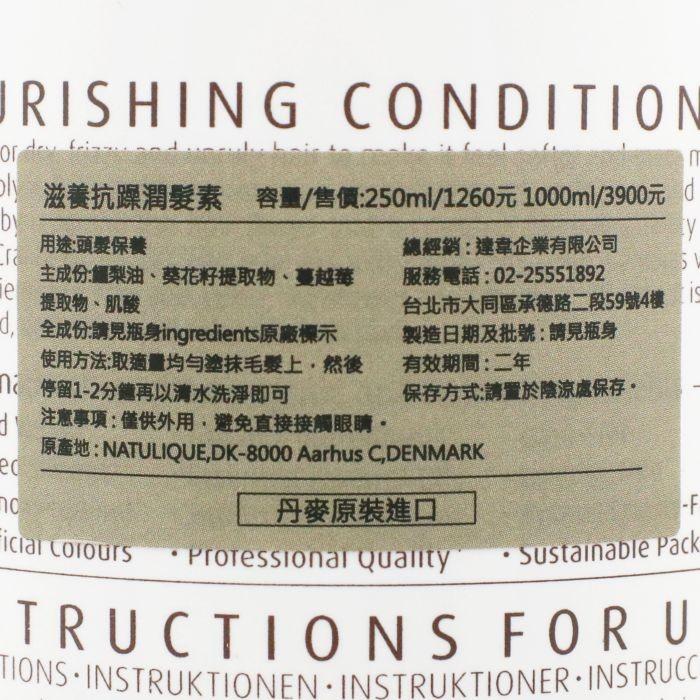 URISHING CONDITION
滋養抗躁潤髮素 容量/售價:250ml/1260元 1000ml/3900元
用途:頭髮保養
主成份:鱷梨油、葵花籽提取物、蔓越莓
提取物、肌酸
全成份:請見瓶身ingredients原廠標示
使用方法:取適量均勻塗抹毛髮上，然後
停留1-2分鐘再以清水洗淨即可
注意事項:僅供外用，避免直接接觸眼睛。
原產地:NATULIQUE,DK-8000 Aarhus C,DENMARK
總經銷:達韋企業有限公司
服務電話:02-25551892
台北市大同區承德路二段59號4樓
製造日期及批號:請見瓶身
有效期間:二年
保存方式:請置於陰涼處保存。
丹麥原裝進口
ficial Colours • Professional Quality • Sustainable Pack
TRUCTIONS FOR U
TIONS·INSTRUKTIONEN·INSTRUKTIONER·INSTRUCC